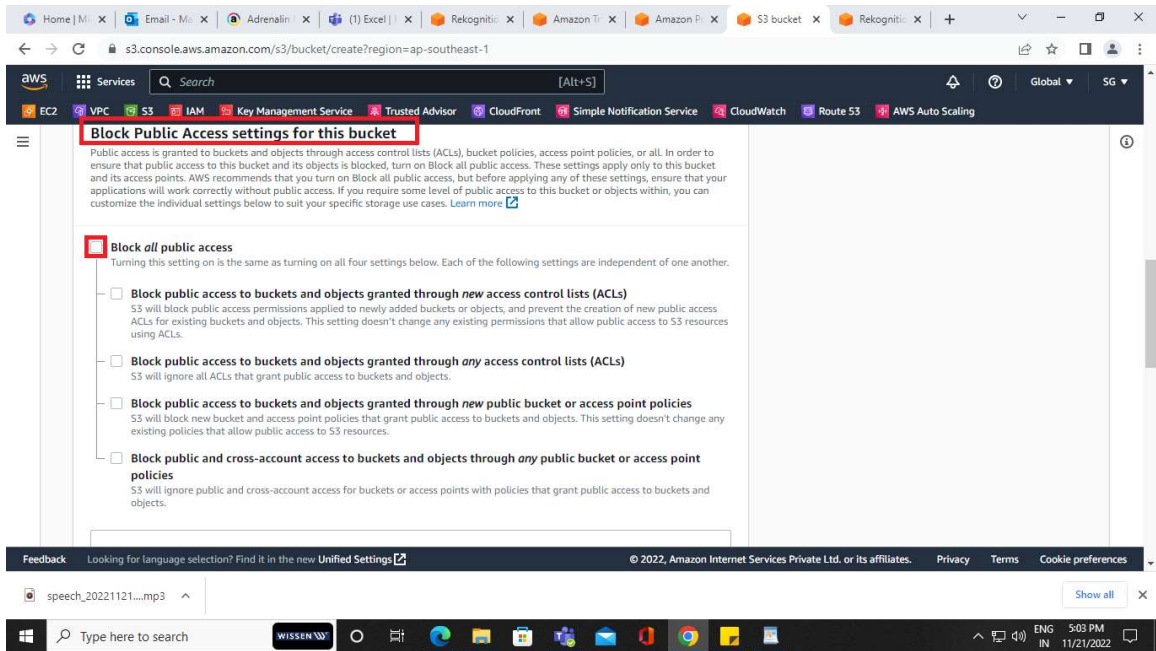 Home | M
Email - Ma
Adrenalin
(1) Excel |
Rekognitio
Amazon T
Amazon P
S3 bucket
Rekognitio
s3.console.aws.amazon.com/s3/bucket/create?region=ap-southeast-1
aws Services Search [Alt+S] Global SG
EC2 VPC S3 IAM Key Management Service Trusted Advisor CloudFront Simple Notification Service CloudWatch Route 53 AWS Auto Scaling
Block Public Access settings for this bucket
Public access is granted to buckets and objects through access control lists (ACLs), bucket policies, access point policies, or all. In order to
ensure that public access to this bucket and its objects is blocked, turn on Block all public access. These settings apply only to this bucket
and its access points. AWS recommends that you turn on Block all public access, but before applying any of these settings, ensure that your
applications will work correctly without public access. If you require some level of public access to this bucket or objects within, you can
customize the individual settings below to suit your specific storage use cases. Learn more
Block all public access
Turning this setting on is the same as turning on all four settings below. Each of the following settings are independent of one another.
Block public access to buckets and objects granted through new access control lists (ACLs)
S3 will block public access permissions applied to newly added buckets or objects, and prevent the creation of new public access
ACLs for existing buckets and objects. This setting doesn't change any existing permissions that allow public access to S3 resources
using ACLs.
Block public access to buckets and objects granted through any access control lists (ACLs)
S3 will ignore all ACLs that grant public access to buckets and objects.
Block public access to buckets and objects granted through new public bucket or access point policies
S3 will block new bucket and access point policies that grant public access to buckets and objects. This setting doesn't change any
existing policies that allow public access to S3 resources.
Block public and cross-account access to buckets and objects through any public bucket or access point
policies
S3 will ignore public and cross-account access for buckets or access points with policies that grant public access to buckets and
objects.
Feedback Looking for language selection? Find it in the new Unified Settings © 2022, Amazon Internet Services Private Ltd. or its affiliates. Privacy Terms Cookie preferences
speech_20221121....mp3 Show all
Type here to search WISSEN ENG 5:03 PM
IN 11/21/2022